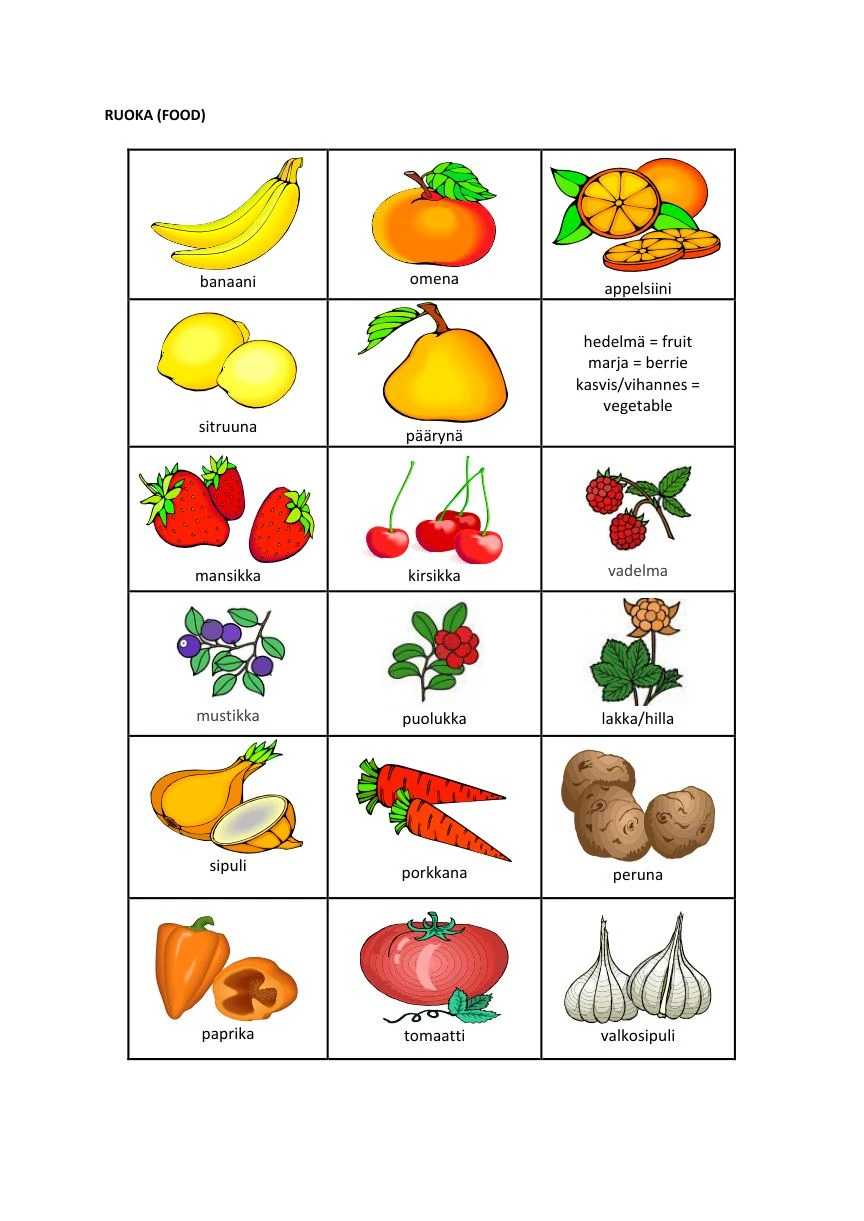 RUOKA (FOOD)
banaani
omena
appelsiini
sitruuna
päärynä
hedelmä = fruit
marja = berrie
kasvis/vihannes =
vegetable
mansikka
kirsikka
vadelma
mustikka
puolukka
lakka/hilla
sipuli
porkkana
peruna
paprika
tomaatti
valkosipuli